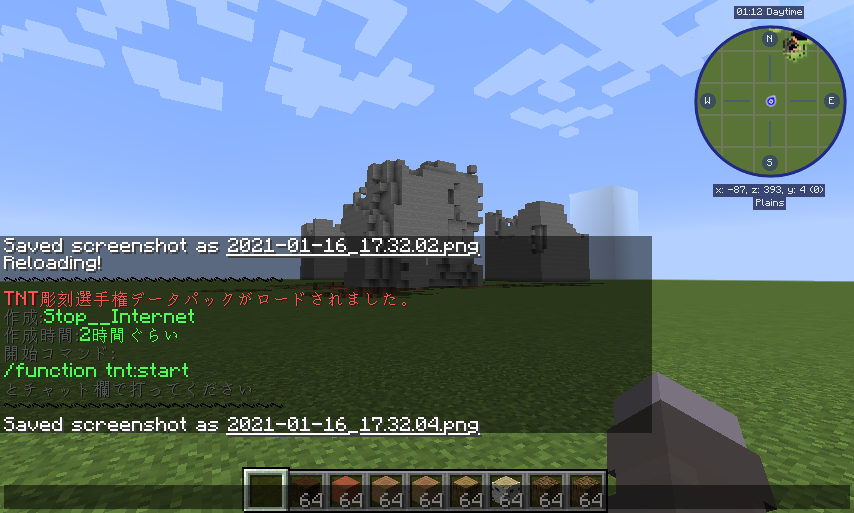 01:12 Daytime
N
W
E
S
x: -87, z: 393, y: 4 (0)
Plains
Saved screenshot as 2021-01-16_17.32.02.png
Reloading!
~~~~~~~~~~~~~~~~~~~~~~~~~~~~~~~~~~~~~~~
TNT彫刻選手権データパックがロードされました。
作成:Stop__Internet
作成時間:2時間ぐらい
開始コマンド:
/function tnt:start
とチャット欄で打ってください
~~~~~~~~~~~~~~~~~~~~~~~~~~~~~~~~~~~~~~~
Saved screenshot as 2021-01-16_17.32.04.png
64 64 64 64 64 64 64 64